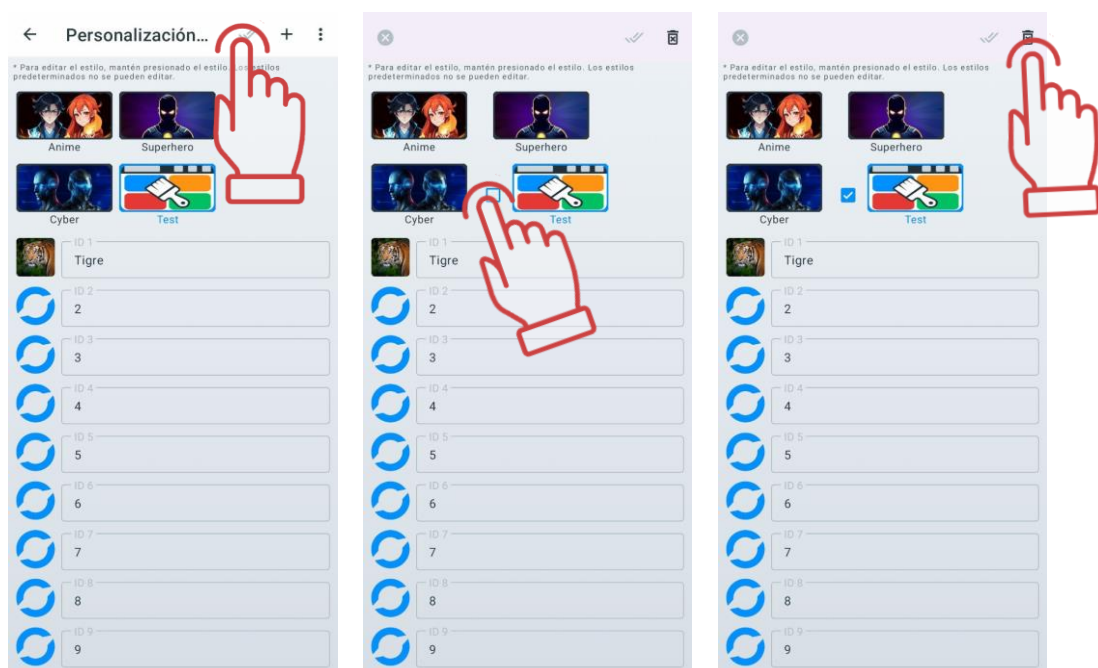 Personalización...
* Para editar el estilo, mantén presionado el estilo. Los estilos
predeterminados no se pueden editar.
Anime
Superhero
Cyber
Test
ID 1
Tigre
ID 2
2
ID 3
3
ID 4
4
ID 5
5
ID 6
6
ID 7
7
ID 8
8
ID 9
9
* Para editar el estilo, mantén presionado el estilo. Los estilos
predeterminados no se pueden editar.
Anime
Superhero
Cyber
Test
ID 1
Tigre
ID 2
2
ID 3
3
ID 4
4
ID 5
5
ID 6
6
ID 7
7
ID 8
8
ID 9
9
* Para editar el estilo, mantén presionado el estilo. Los estilos
predeterminados no se pueden editar.
Anime
Superhero
Cyber
Test
ID 1
Tigre
ID 2
2
ID 3
3
ID 4
4
ID 5
5
ID 6
6
ID 7
7
ID 8
8
ID 9
9